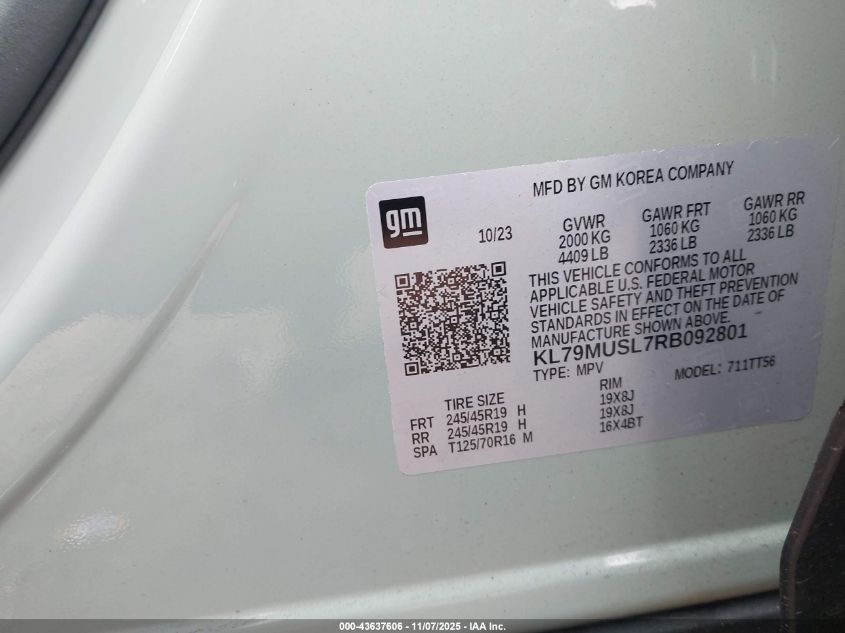 MFD BY GM KOREA COMPANY
gm
10/23
GVWR
2000 KG
4409 LB
GAWR FRT
1060 KG
2336 LB
GAWR RR
1060 KG
2336 LB
THIS VEHICLE CONFORMS TO ALL
APPLICABLE U.S. FEDERAL MOTOR
VEHICLE SAFETY AND THEFT PREVENTION
STANDARDS IN EFFECT ON THE DATE OF
MANUFACTURE SHOWN ABOVE.
KL79MUSL7RB092801
TYPE: MPV
MODEL: 711TT56
TIRE SIZE RIM
FRT 245/45R19 H 19X8J
RR 245/45R19 H 19X8J
SPA T125/70R16 M 16X4BT
000-43637606 - 11/07/2025 - IAA Inc.